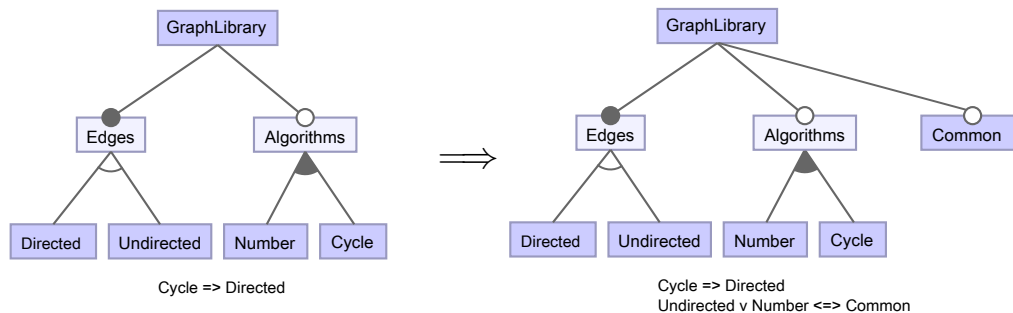 GraphLibrary
Edges
Algorithms
Directed
Undirected
Number
Cycle
Cycle => Directed
⟹
GraphLibrary
Edges
Algorithms
Common
Directed
Undirected
Number
Cycle
Cycle => Directed
Undirected v Number <=> Common